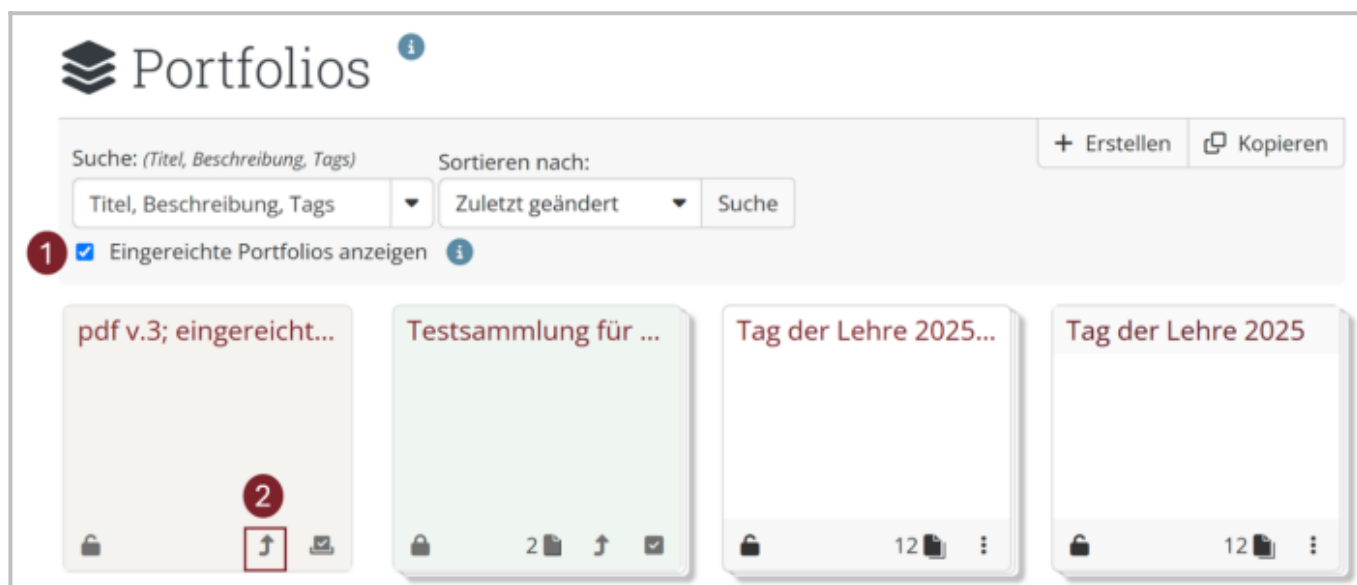 Portfolios
+ Erstellen
Kopieren
Suche: (Titel, Beschreibung, Tags)
Sortieren nach:
Titel, Beschreibung, Tags
Zuletzt geändert
Suche
1
Eingereichte Portfolios anzeigen
pdf v.3; eingereicht...
Testsammlung für ...
Tag der Lehre 2025...
Tag der Lehre 2025
2
2
12
12